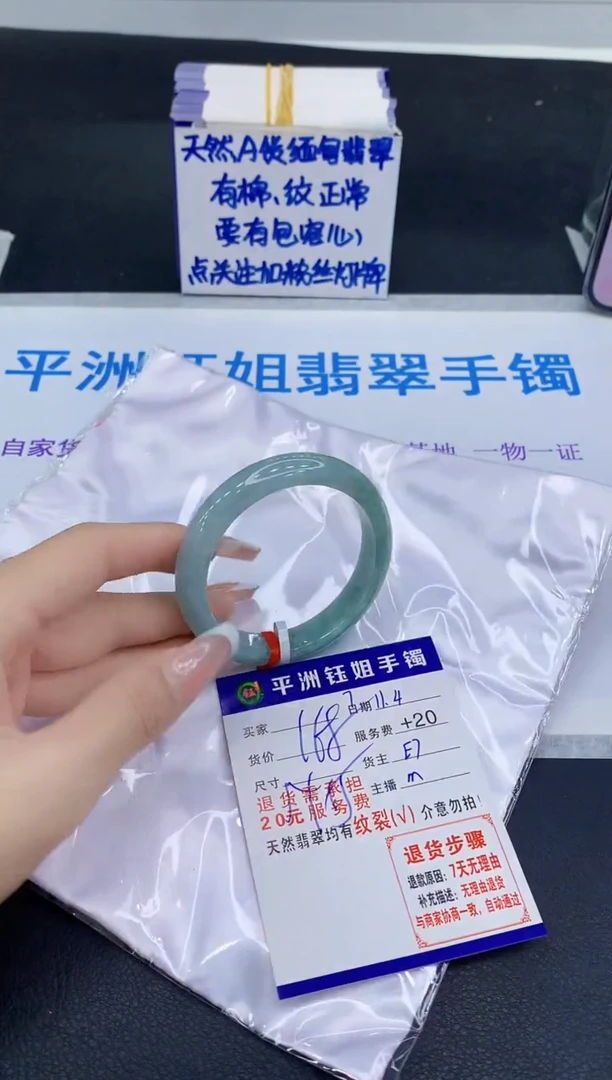 天然A货缅甸翡翠
有棉、纹正常
要有包容心
点关注加粉丝灯牌
平洲钰姐翡翠手镯
自家货
基地 一物一证
平洲钰姐手镯
买家
日期 11.4
货价 168
服务费 +20
尺寸
货主 E7
主播 m
退货需承担
20元服务费
天然翡翠均有纹裂(√)介意勿拍!
退货步骤
退款原因:7天无理由
补充描述:无理由退货
与商家协商一致,自动通过